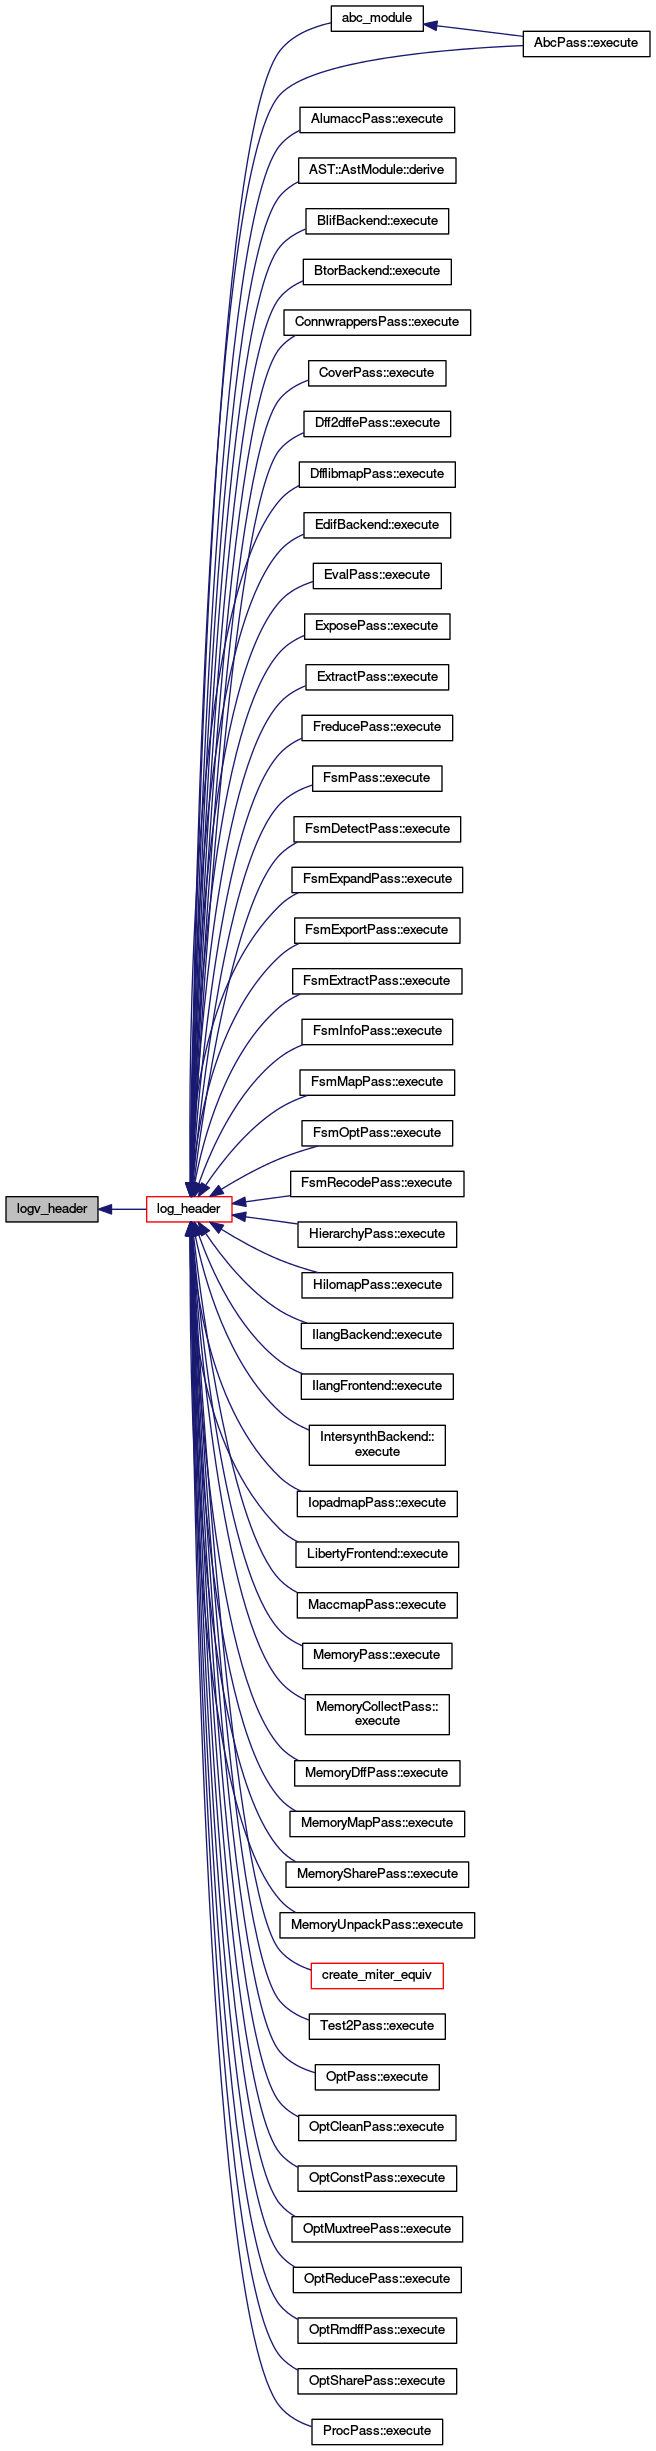 abc_module
AbcPass::execute
AlumaccPass::execute
AST::AstModule::derive
BlifBackend::execute
BtorBackend::execute
ConnwrappersPass::execute
CoverPass::execute
Dff2dffePass::execute
DfflibmapPass::execute
EdifBackend::execute
EvalPass::execute
ExposePass::execute
ExtractPass::execute
FreducePass::execute
FsmPass::execute
FsmDetectPass::execute
FsmExpandPass::execute
FsmExportPass::execute
FsmExtractPass::execute
FsmInfoPass::execute
FsmMapPass::execute
FsmOptPass::execute
FsmRecodePass::execute
logv_header
log_header
HierarchyPass::execute
HilomapPass::execute
IlangBackend::execute
IlangFrontend::execute
IntersynthBackend::
execute
IopadmapPass::execute
LibertyFrontend::execute
MaccmapPass::execute
MemoryPass::execute
MemoryCollectPass::
execute
MemoryDffPass::execute
MemoryMapPass::execute
MemorySharePass::execute
MemoryUnpackPass::execute
create_miter_equiv
Test2Pass::execute
OptPass::execute
OptCleanPass::execute
OptConstPass::execute
OptMuxtreePass::execute
OptReducePass::execute
OptRmdffPass::execute
OptSharePass::execute
ProcPass::execute